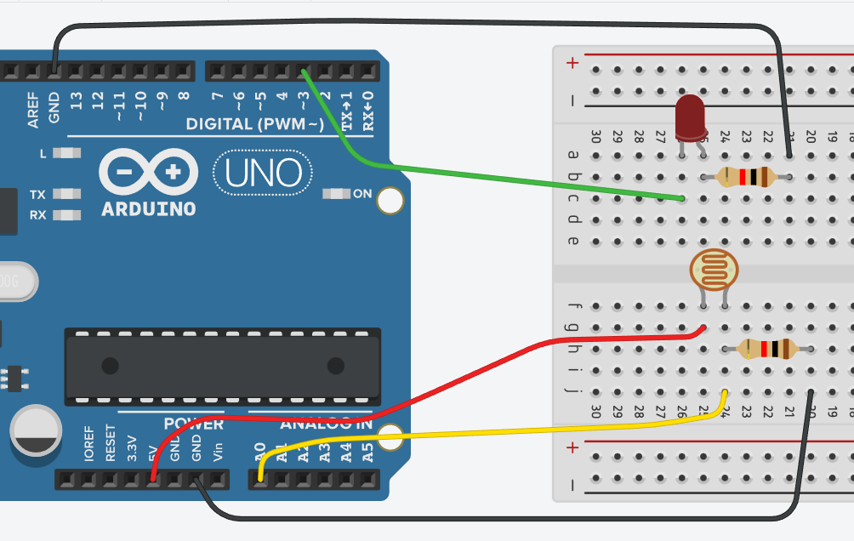 AREF
GND
13
12
~11
~10
~9
8
7
~6
~5
4
~3
2
TX→1
RX←0
DIGITAL (PWM~)
L
TX
RX
UNO
ON
ARDUINO
POWER
ANALOG IN
IOREF
RESET
3.3V
5V
GND
GND
Vin
A0
A1
A2
A3
A4
A5
+
−
30 29 28 27 26 25 24 23 22 21 20 19 18
a
b
c
d
e
f
g
h
i
j
30 29 28 27 26 25 24 23 22 21 20 19 18
+
−